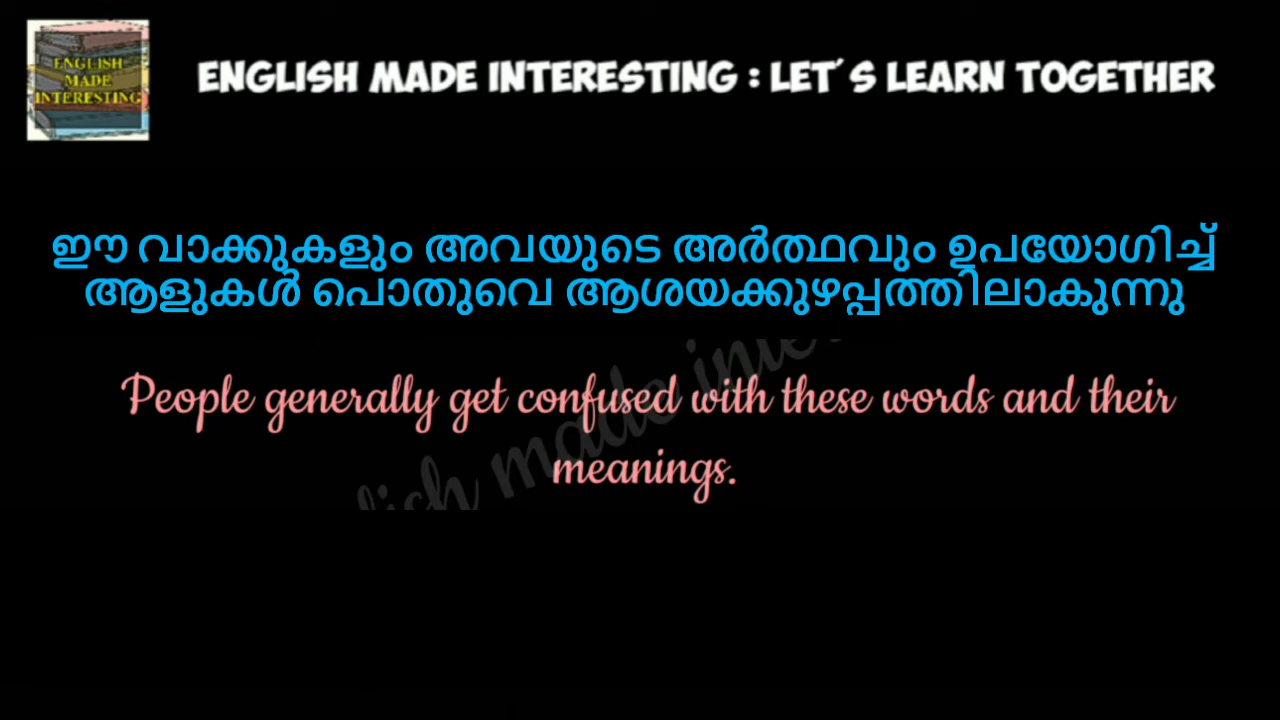 ENGLISH
MADE
INTERESTING
ENGLISH MADE INTERESTING : LET'S LEARN TOGETHER
ഈ വാക്കുകളും അവയുടെ അർത്ഥവും ഉപയോഗിച്ച്
ആളുകൾ പൊതുവെ ആശയക്കുഴപ്പത്തിലാകുന്നു
People generally get confused with these words and their
meanings.
made